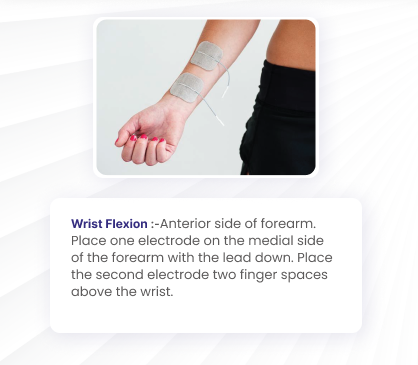 Wrist Flexion :-Anterior side of forearm.
Place one electrode on the medial side
of the forearm with the lead down. Place
the second electrode two finger spaces
above the wrist.